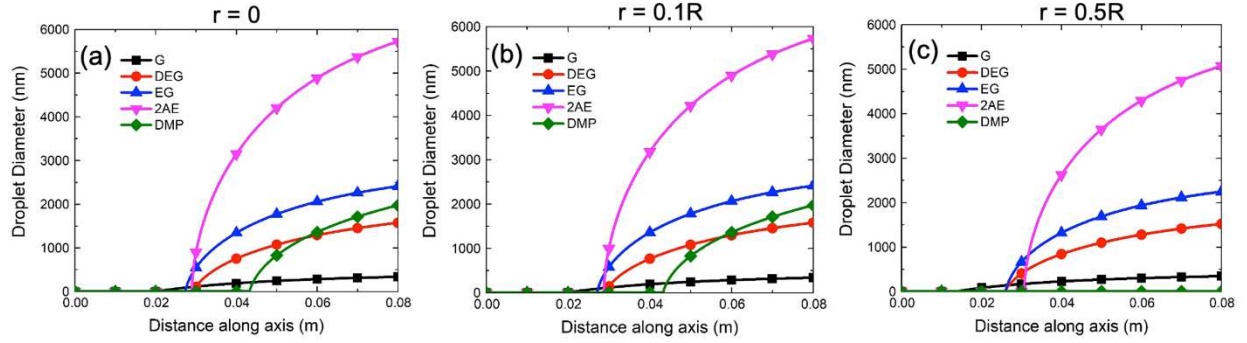 r = 0
(a)
G
DEG
EG
2AE
DMP
Droplet Diameter (nm)
6000
5000
4000
3000
2000
1000
0
0.00 0.02 0.04 0.06 0.08
Distance along axis (m)
r = 0.1R
(b)
G
DEG
EG
2AE
DMP
Droplet Diameter (nm)
6000
5000
4000
3000
2000
1000
0
0.00 0.02 0.04 0.06 0.08
Distance along axis (m)
r = 0.5R
(c)
G
DEG
EG
2AE
DMP
Droplet Diameter (nm)
6000
5000
4000
3000
2000
1000
0
0.00 0.02 0.04 0.06 0.08
Distance along axis (m)